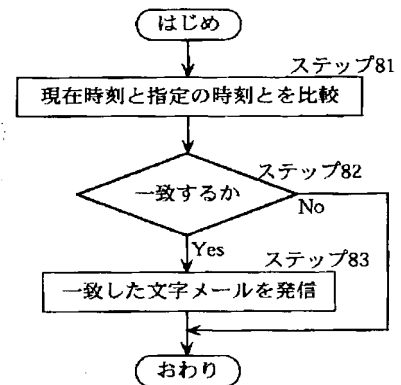 はじめ
ステップ81
現在時刻と指定の時刻とを比較
ステップ82
一致するか
No
Yes
ステップ83
一致した文字メールを発信
おわり